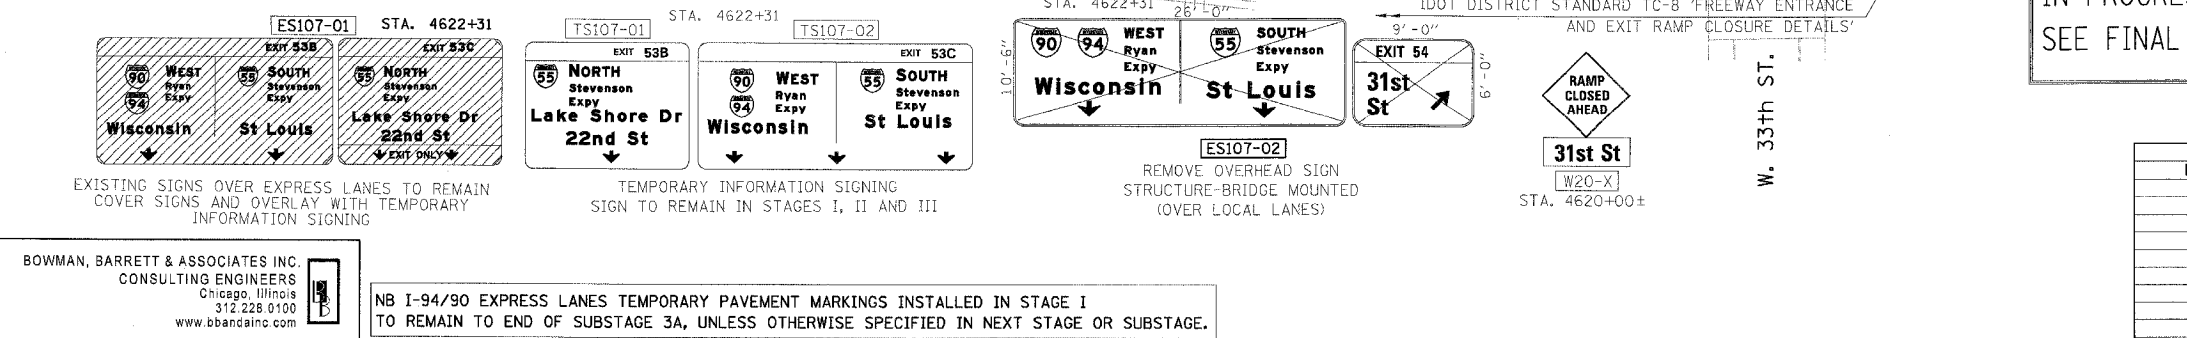 ES107-01 STA. 4622+31
EXIT 53B
90 WEST
Ryan
Expy
94
Wisconsin
55 SOUTH
Stevenson
Expy
St Louis
EXIT 53C
55 NORTH
Stevenson
Expy
Lake Shore Dr
22nd St
EXIT ONLY
EXISTING SIGNS OVER EXPRESS LANES TO REMAIN
COVER SIGNS AND OVERLAY WITH TEMPORARY
INFORMATION SIGNING
STA. 4622+31
TS107-01
EXIT 53B
55 NORTH
Stevenson
Expy
Lake Shore Dr
22nd St
TS107-02
EXIT 53C
90 WEST
Ryan
94 Expy
Wisconsin
55 SOUTH
Stevenson
Expy
St Louis
TEMPORARY INFORMATION SIGNING
SIGN TO REMAIN IN STAGES I, II AND III
STA. 4622+31
26'-0"
10'-6"
90 94 WEST
Ryan
Expy
Wisconsin
55 SOUTH
Stevenson
Expy
St Louis
9'-0"
6'-0"
EXIT 54
31st
St
ES107-02
REMOVE OVERHEAD SIGN
STRUCTURE-BRIDGE MOUNTED
(OVER LOCAL LANES)
IDOT DISTRICT STANDARD TC-8 'FREEWAY ENTRANCE
AND EXIT RAMP CLOSURE DETAILS'
RAMP
CLOSED
AHEAD
31st St
W20-X
STA. 4620+00±
W. 33th ST.
SEE FINAL
BOWMAN, BARRETT & ASSOCIATES INC.
CONSULTING ENGINEERS
Chicago, Illinois
312.228.0100
www.bbandainc.com
NB I-94/90 EXPRESS LANES TEMPORARY PAVEMENT MARKINGS INSTALLED IN STAGE I
TO REMAIN TO END OF SUBSTAGE 3A, UNLESS OTHERWISE SPECIFIED IN NEXT STAGE OR SUBSTAGE.